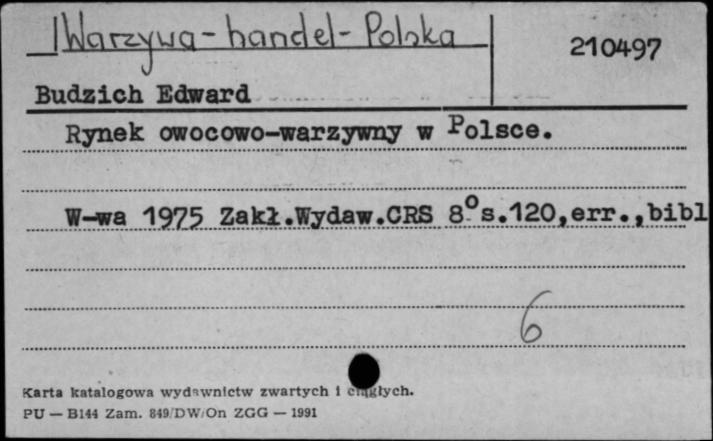 Warzywa - handel - Polska
210497
Budzich Edward
Rynek owocowo-warzywny w Polsce.
W-wa 1975 Zakł.Wydaw.CRS 8° s.120,err.,bibl
6
Karta katalogowa wydawnictw zwartych i ciągłych.
PU — B144 Zam. 849/DW/On ZGG — 1991